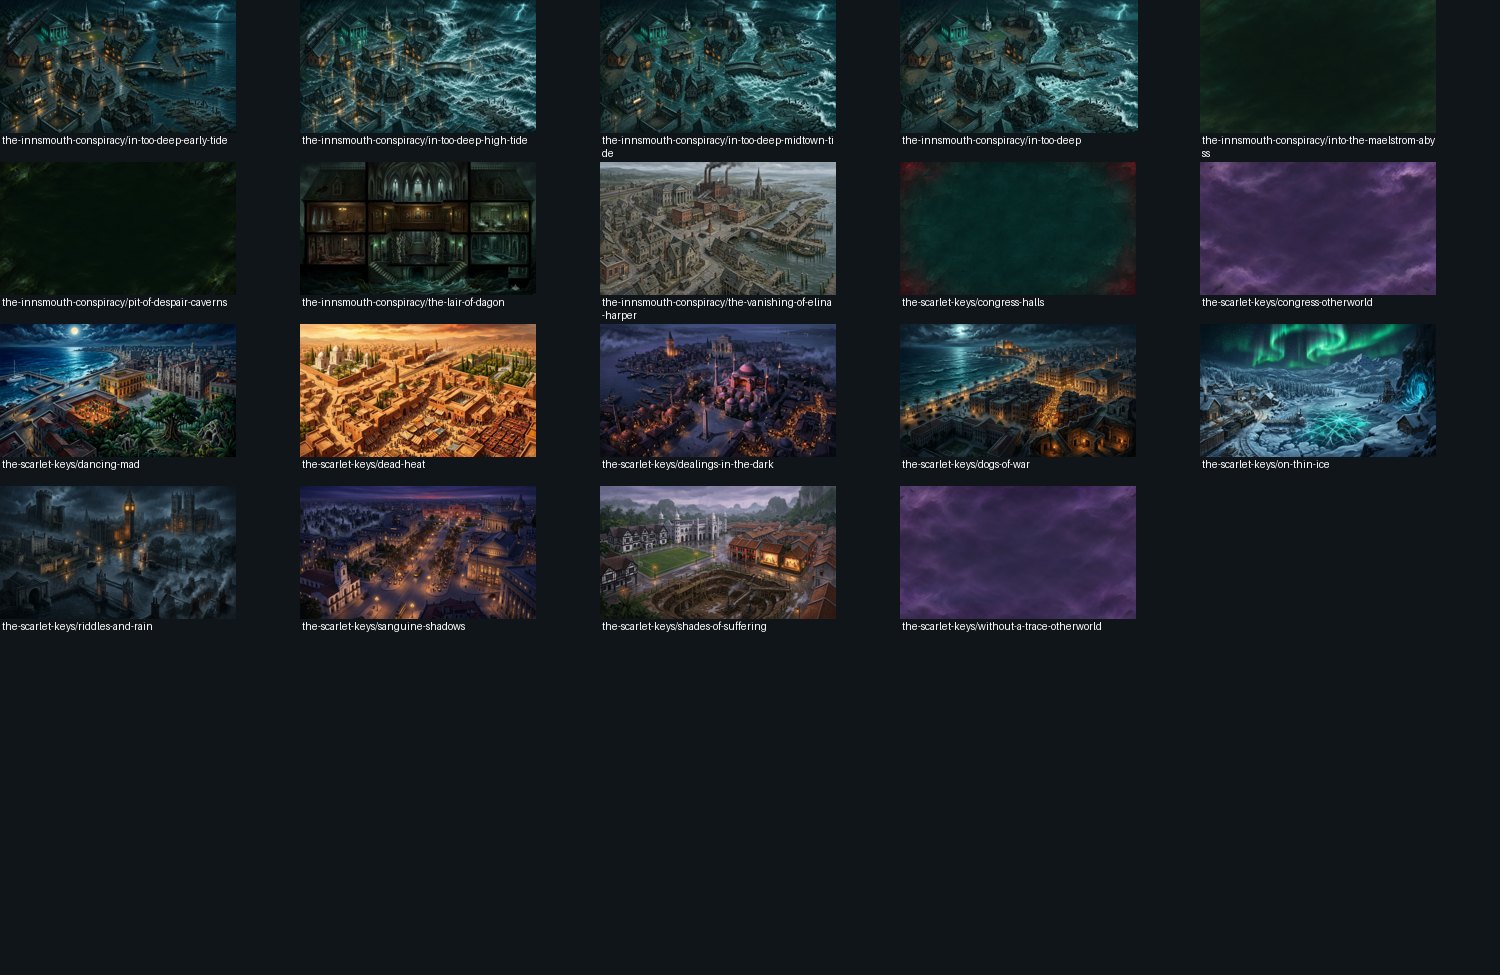 the-innsmouth-conspiracy/in-too-deep-early-tide
the-innsmouth-conspiracy/in-too-deep-high-tide
the-innsmouth-conspiracy/in-too-deep-midtown-ti
de
the-innsmouth-conspiracy/in-too-deep
the-innsmouth-conspiracy/into-the-maelstrom-aby
ss
the-innsmouth-conspiracy/pit-of-despair-caverns
the-innsmouth-conspiracy/the-lair-of-dagon
the-innsmouth-conspiracy/the-vanishing-of-elina
-harper
the-scarlet-keys/congress-halls
the-scarlet-keys/congress-otherworld
the-scarlet-keys/dancing-mad
the-scarlet-keys/dead-heat
the-scarlet-keys/dealings-in-the-dark
the-scarlet-keys/dogs-of-war
the-scarlet-keys/on-thin-ice
the-scarlet-keys/riddles-and-rain
the-scarlet-keys/sanguine-shadows
the-scarlet-keys/shades-of-suffering
the-scarlet-keys/without-a-trace-otherworld